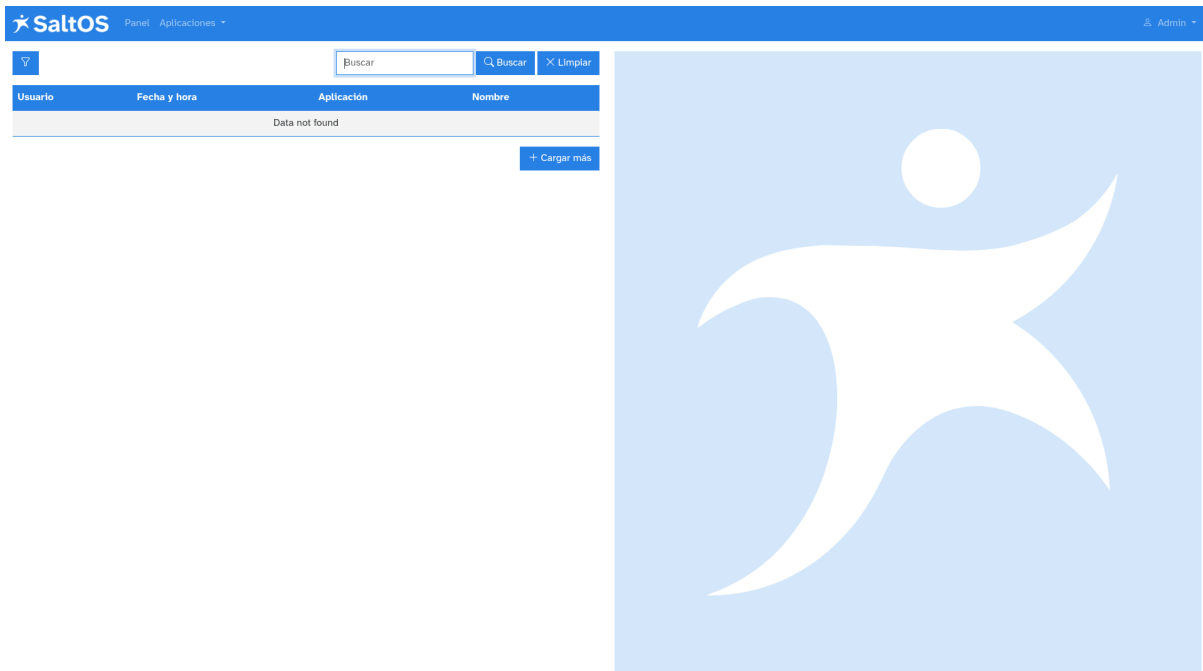 SaltOS Panel Aplicaciones Admin
Buscar Buscar Limpiar
Usuario Fecha y hora Aplicación Nombre
Data not found
+ Cargar más